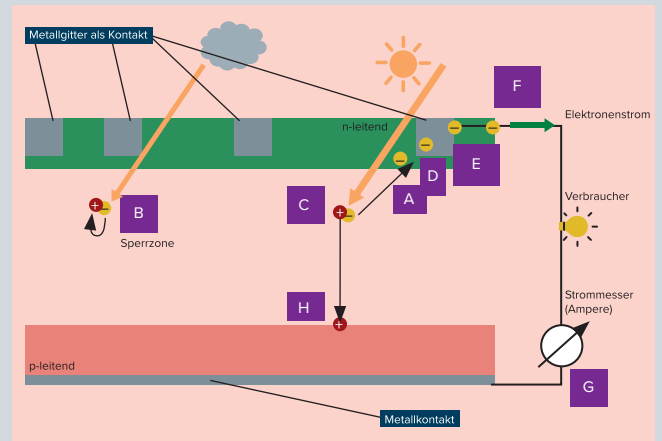 Metallgitter als Kontakt
F
Elektronenstrom
n-leitend
E
D
A
C
B
Sperrzone
Verbraucher
H
Strommesser
(Ampere)
p-leitend
G
Metallkontakt